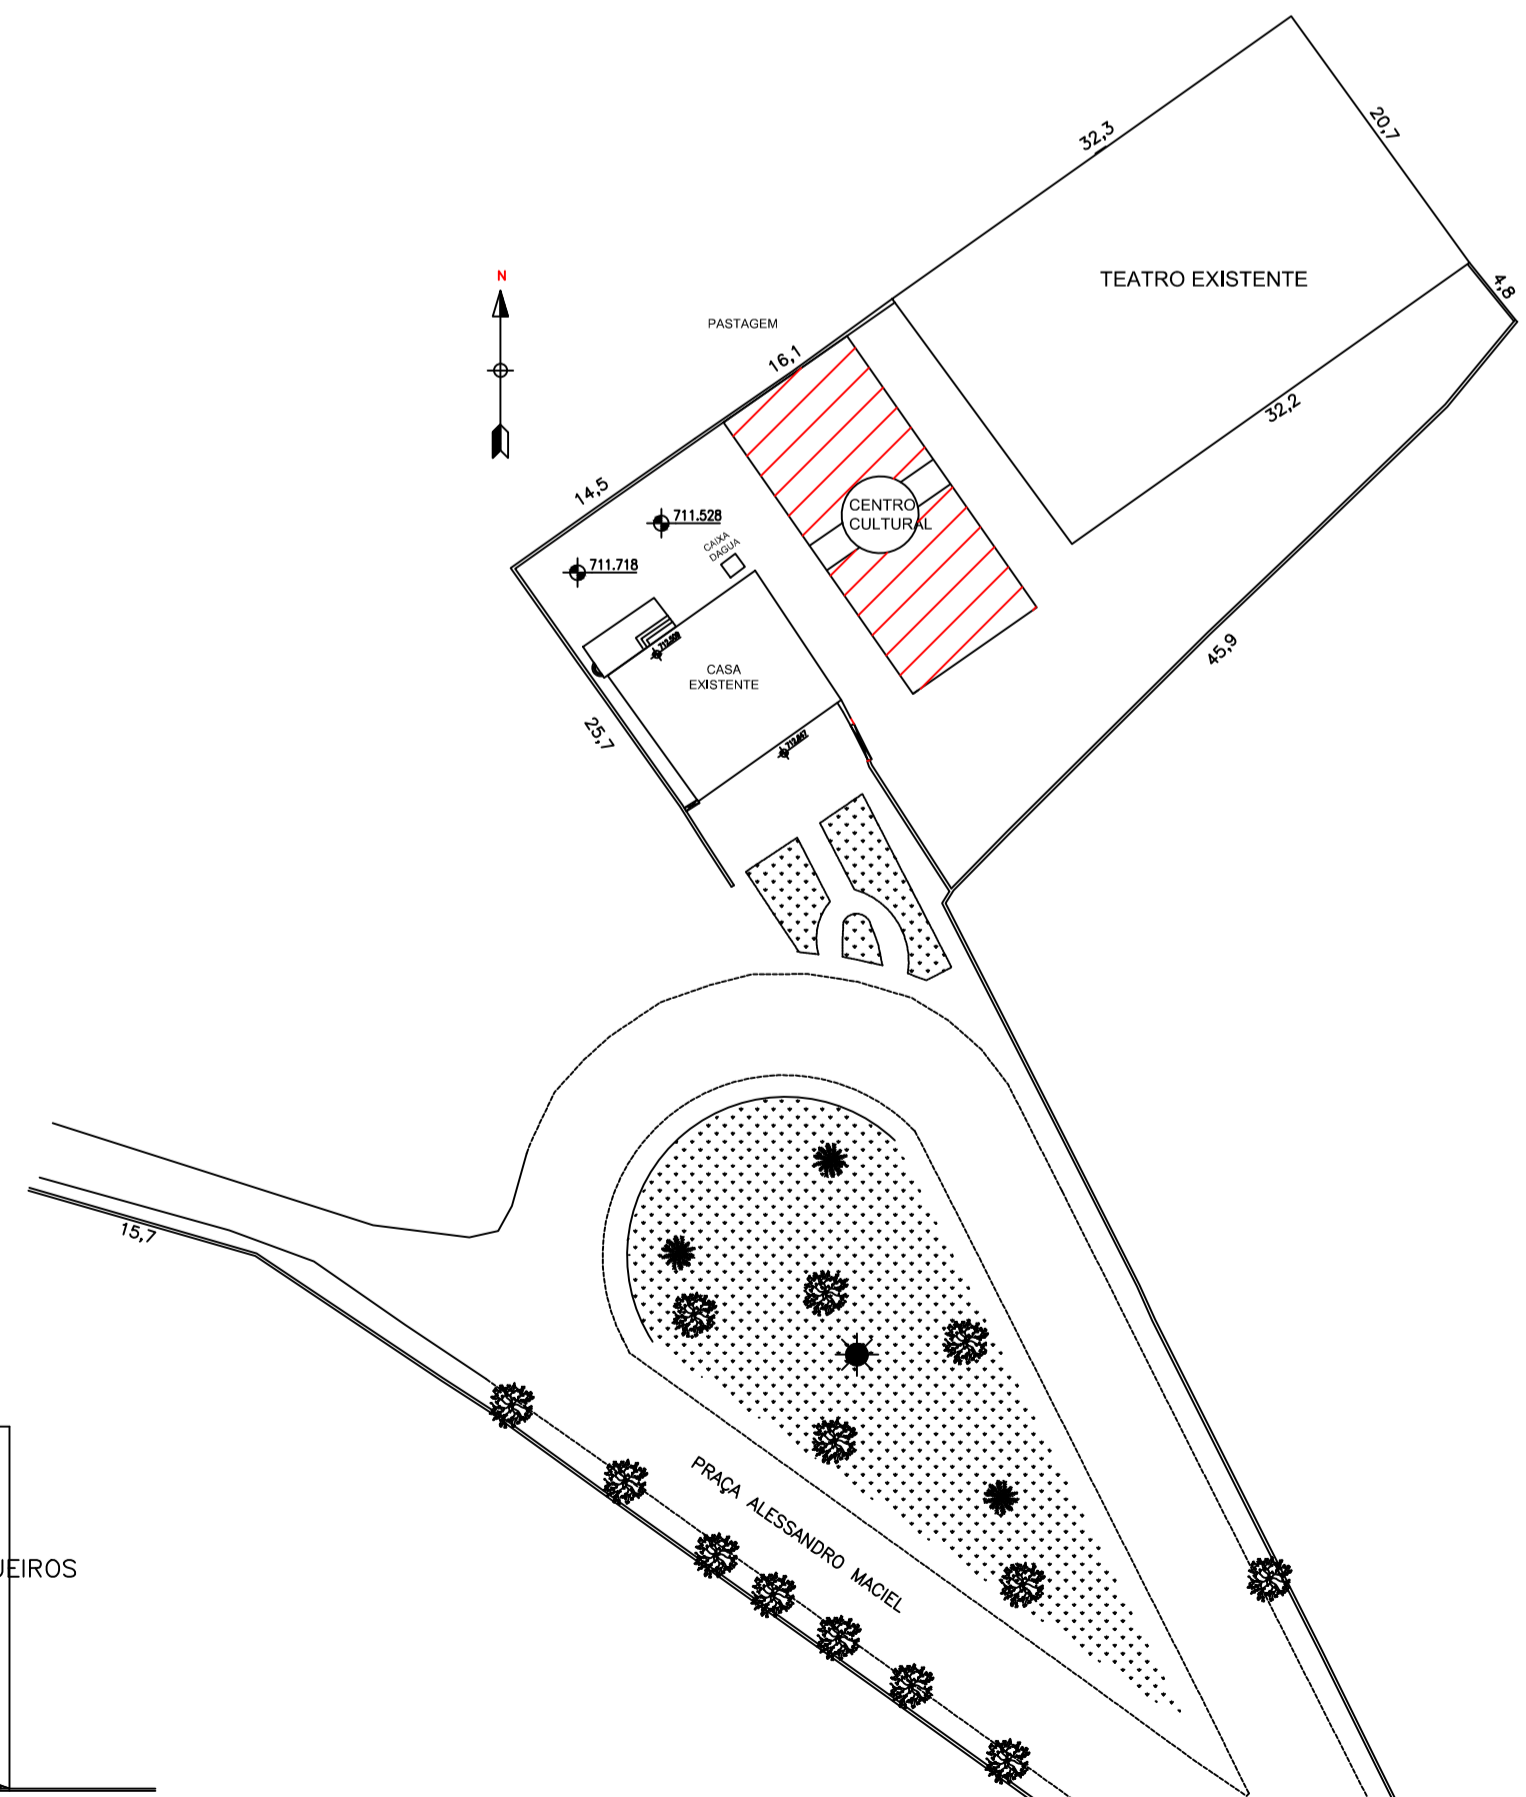 32,3
20,7
TEATRO EXISTENTE
N
4,8
PASTAGEM
16,1
32,2
14,5
CENTRO
CULTURAL
711.528
CAIXA
DAGUA
711.718
45,9
CASA
EXISTENTE
25,7
15,7
PRAÇA ALESSANDRO MACIEL
UEIROS